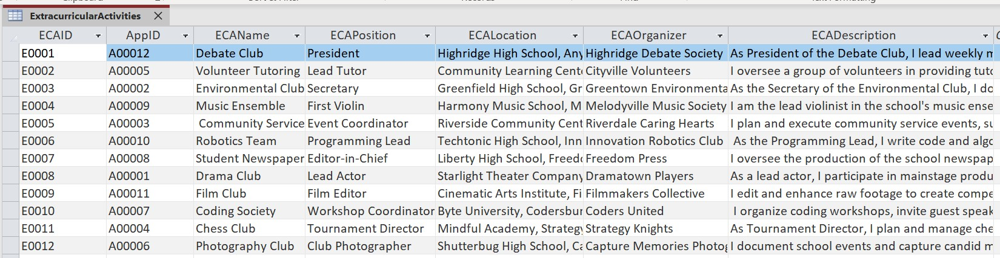 ExtracurricularActivities
ECAID AppID ECAName ECAPosition ECALocation ECAOrganizer ECADescription
E0001 A00012 Debate Club President Highridge High School, Any Highridge Debate Society As President of the Debate Club, I lead weekly
E0002 A00005 Volunteer Tutoring Lead Tutor Community Learning Cent Cityville Volunteers I oversee a group of volunteers in providing tuto
E0003 A00002 Environmental Club Secretary Greenfield High School, Gr Greentown Environmenta As the Secretary of the Environmental Club, I do
E0004 A00009 Music Ensemble First Violin Harmony Music School, M Melodyville Music Society I am the lead violinist in the school's music ense
E0005 A00003 Community Service Event Coordinator Riverside Community Cent Riverdale Caring Hearts I plan and execute community service events, su
E0006 A00010 Robotics Team Programming Lead Techtonic High School, Inn Innovation Robotics Club As the Programming Lead, I write code and algo
E0007 A00008 Student Newspaper Editor-in-Chief Liberty High School, Freed Freedom Press I oversee the production of the school newspap
E0008 A00001 Drama Club Lead Actor Starlight Theater Company Dramatown Players As a lead actor, I participate in mainstage produ
E0009 A00011 Film Club Film Editor Cinematic Arts Institute, Fi Filmmakers Collective I edit and enhance raw footage to create compe
E0010 A00007 Coding Society Workshop Coordinator Byte University, Codersbur Coders United I organize coding workshops, invite guest speak
E0011 A00004 Chess Club Tournament Director Mindful Academy, Strategy Strategy Knights As Tournament Director, I plan and manage che
E0012 A00006 Photography Club Club Photographer Shutterbug High School, Ca Capture Memories Photog I document school events and capture candid m